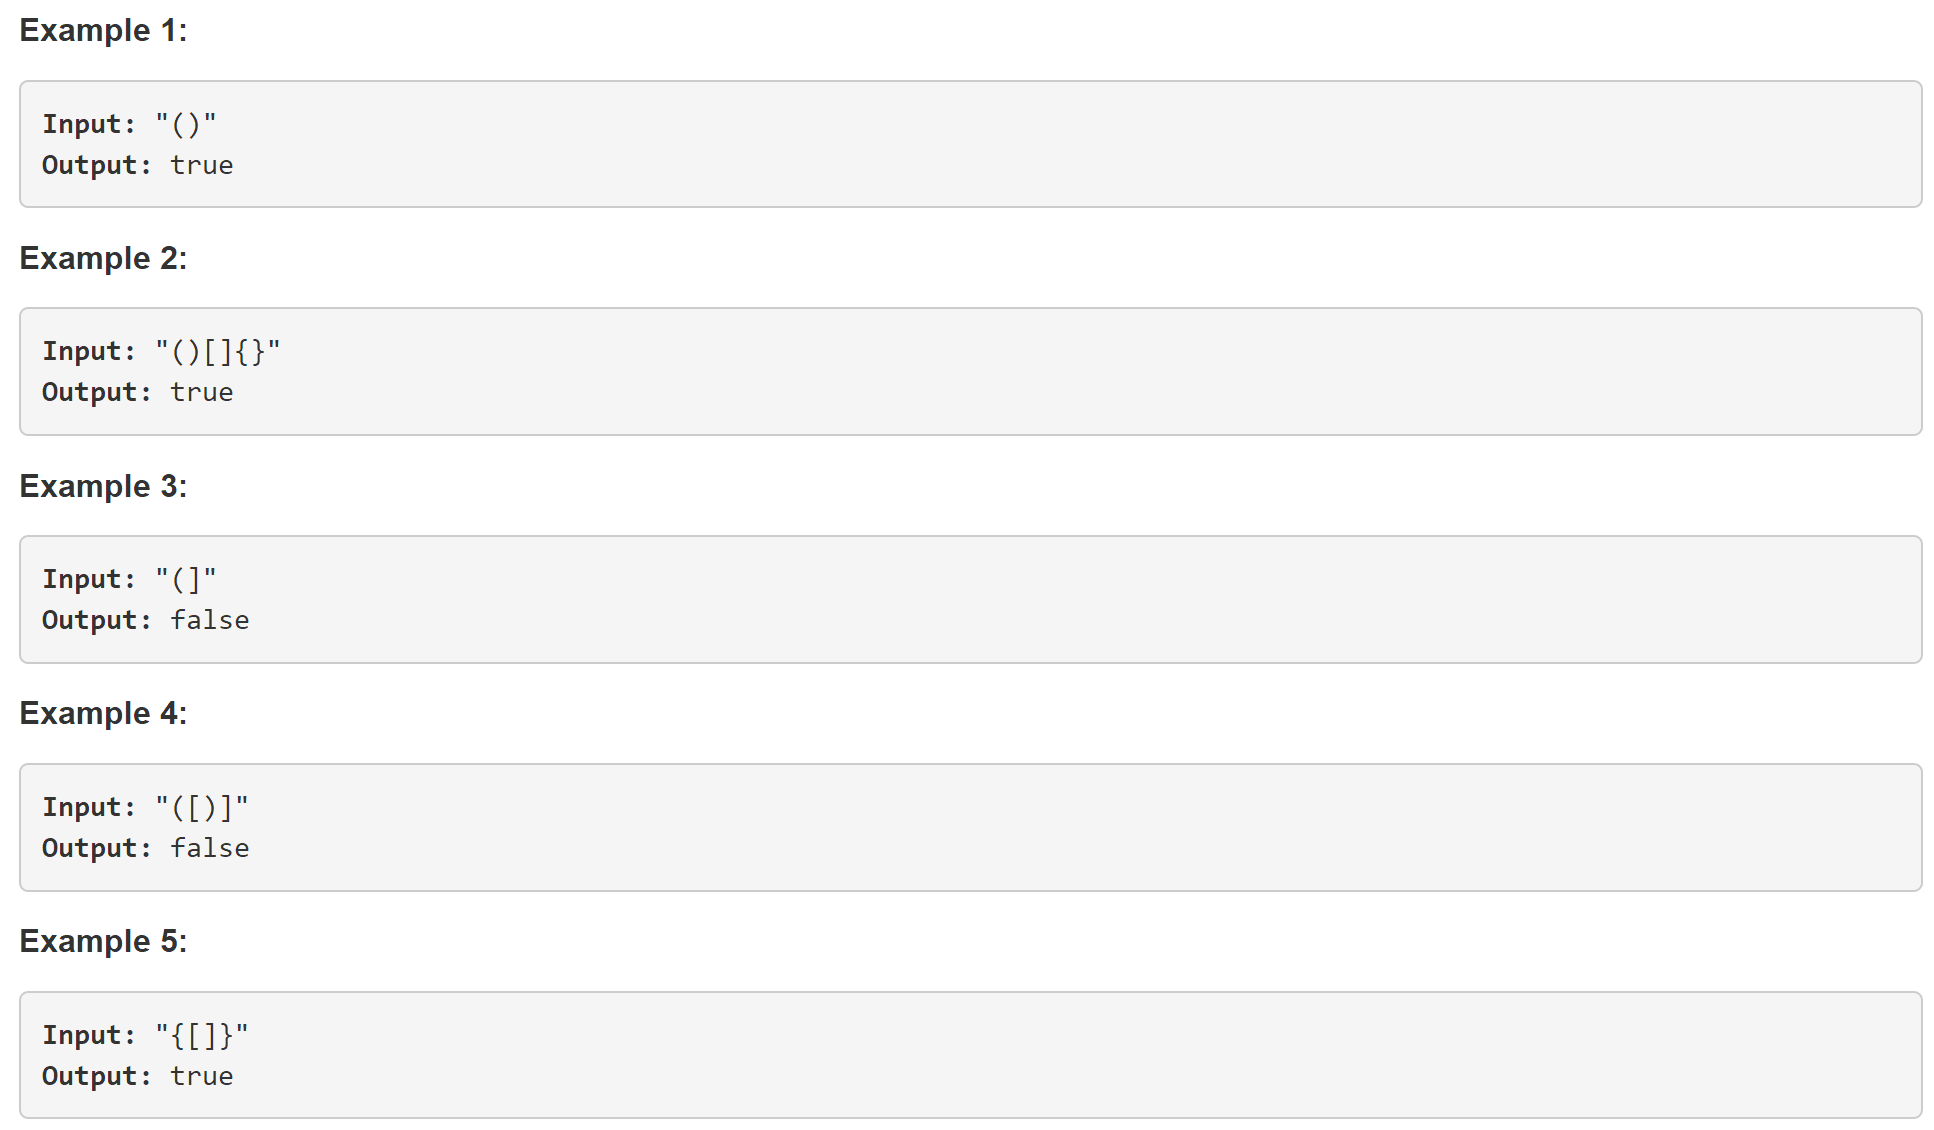 Example 1:
Input: "()"
Output: true
Example 2:
Input: "()[]{}"
Output: true
Example 3:
Input: "(]"
Output: false
Example 4:
Input: "([)]"
Output: false
Example 5:
Input: "{[]}"
Output: true